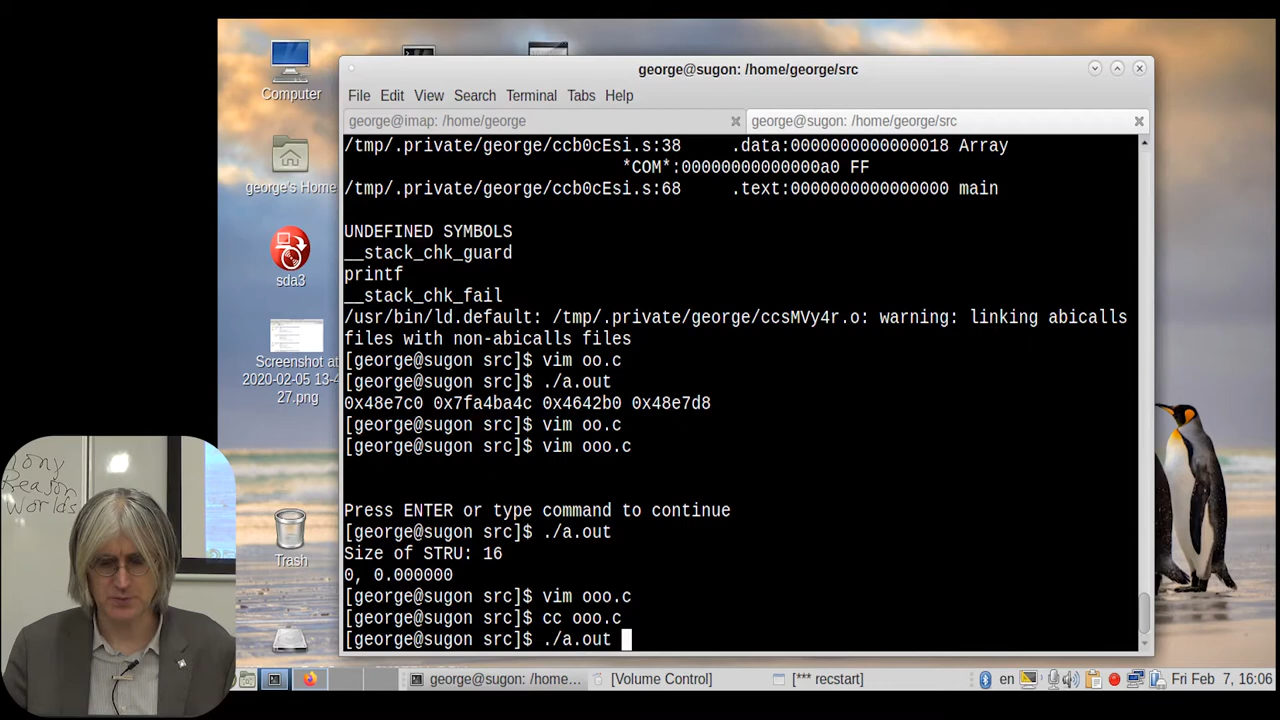 Computer
george's Home
sda3
Screenshot at
2020-02-05 13-4
27.png
Trash
george@sugon: /home/george/src
File Edit View Search Terminal Tabs Help
george@imap: /home/george
george@sugon: /home/george/src
/tmp/.private/george/ccb0cEsi.s:38 .data:0000000000000018 Array
*COM*:00000000000000a0 FF
/tmp/.private/george/ccb0cEsi.s:68 .text:0000000000000000 main
UNDEFINED SYMBOLS
__stack_chk_guard
printf
__stack_chk_fail
/usr/bin/ld.default: /tmp/.private/george/ccsMVy4r.o: warning: linking abicalls
files with non-abicalls files
[george@sugon src]$ vim oo.c
[george@sugon src]$ ./a.out
0x48e7c0 0x7fa4ba4c 0x4642b0 0x48e7d8
[george@sugon src]$ vim oo.c
[george@sugon src]$ vim ooo.c
Press ENTER or type command to continue
[george@sugon src]$ ./a.out
Size of STRU: 16
0, 0.000000
[george@sugon src]$ vim ooo.c
[george@sugon src]$ cc ooo.c
[george@sugon src]$ ./a.out
Reason
Worlds
george@sugon: /home...
[Volume Control]
[*** recstart]
en
Fri Feb 7, 16:06